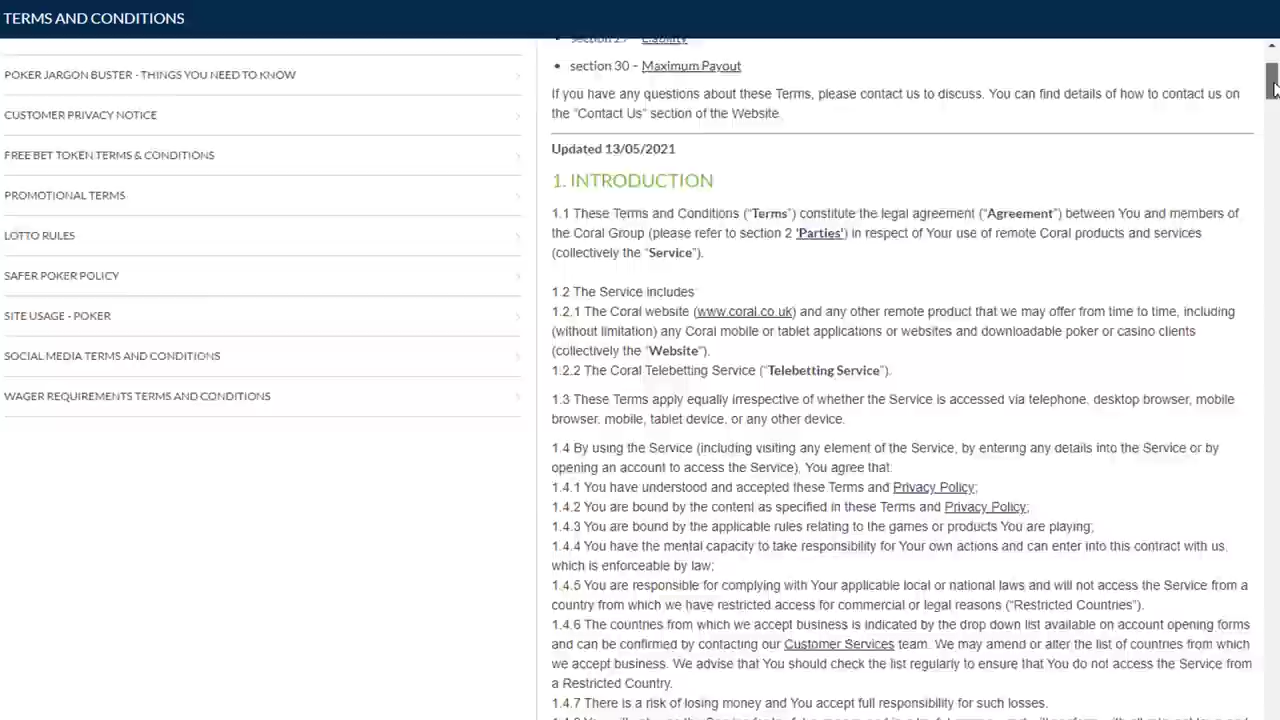 TERMS AND CONDITIONS
POKER JARGON BUSTER - THINGS YOU NEED TO KNOW
CUSTOMER PRIVACY NOTICE
FREE BET TOKEN TERMS & CONDITIONS
PROMOTIONAL TERMS
LOTTO RULES
SAFER POKER POLICY
SITE USAGE - POKER
SOCIAL MEDIA TERMS AND CONDITIONS
WAGER REQUIREMENTS TERMS AND CONDITIONS
Liability
• section 30 – Maximum Payout
If you have any questions about these Terms, please contact us to discuss. You can find details of how to contact us on
the “Contact Us” section of the Website
Updated 13/05/2021
1. INTRODUCTION
1.1 These Terms and Conditions (“Terms”) constitute the legal agreement (“Agreement”) between You and members of
the Coral Group (please refer to section 2 'Parties') in respect of Your use of remote Coral products and services
(collectively the “Service”).
1.2 The Service includes
1.2.1 The Coral website (www.coral.co.uk) and any other remote product that we may offer from time to time, including
(without limitation) any Coral mobile or tablet applications or websites and downloadable poker or casino clients
(collectively the “Website”).
1.2.2 The Coral Telebetting Service (“Telebetting Service”).
1.3 These Terms apply equally irrespective of whether the Service is accessed via telephone, desktop browser, mobile
browser, mobile, tablet device, or any other device.
1.4 By using the Service (including visiting any element of the Service, by entering any details into the Service or by
opening an account to access the Service), You agree that:
1.4.1 You have understood and accepted these Terms and Privacy Policy;
1.4.2 You are bound by the content as specified in these Terms and Privacy Policy;
1.4.3 You are bound by the applicable rules relating to the games or products You are playing;
1.4.4 You have the mental capacity to take responsibility for Your own actions and can enter into this contract with us,
which is enforceable by law;
1.4.5 You are responsible for complying with Your applicable local or national laws and will not access the Service from a
country from which we have restricted access for commercial or legal reasons (“Restricted Countries”).
1.4.6 The countries from which we accept business is indicated by the drop down list available on account opening forms
and can be confirmed by contacting our Customer Services team. We may amend or alter the list of countries from which
we accept business. We advise that You should check the list regularly to ensure that You do not access the Service from
a Restricted Country.
1.4.7 There is a risk of losing money and You accept full responsibility for such losses.